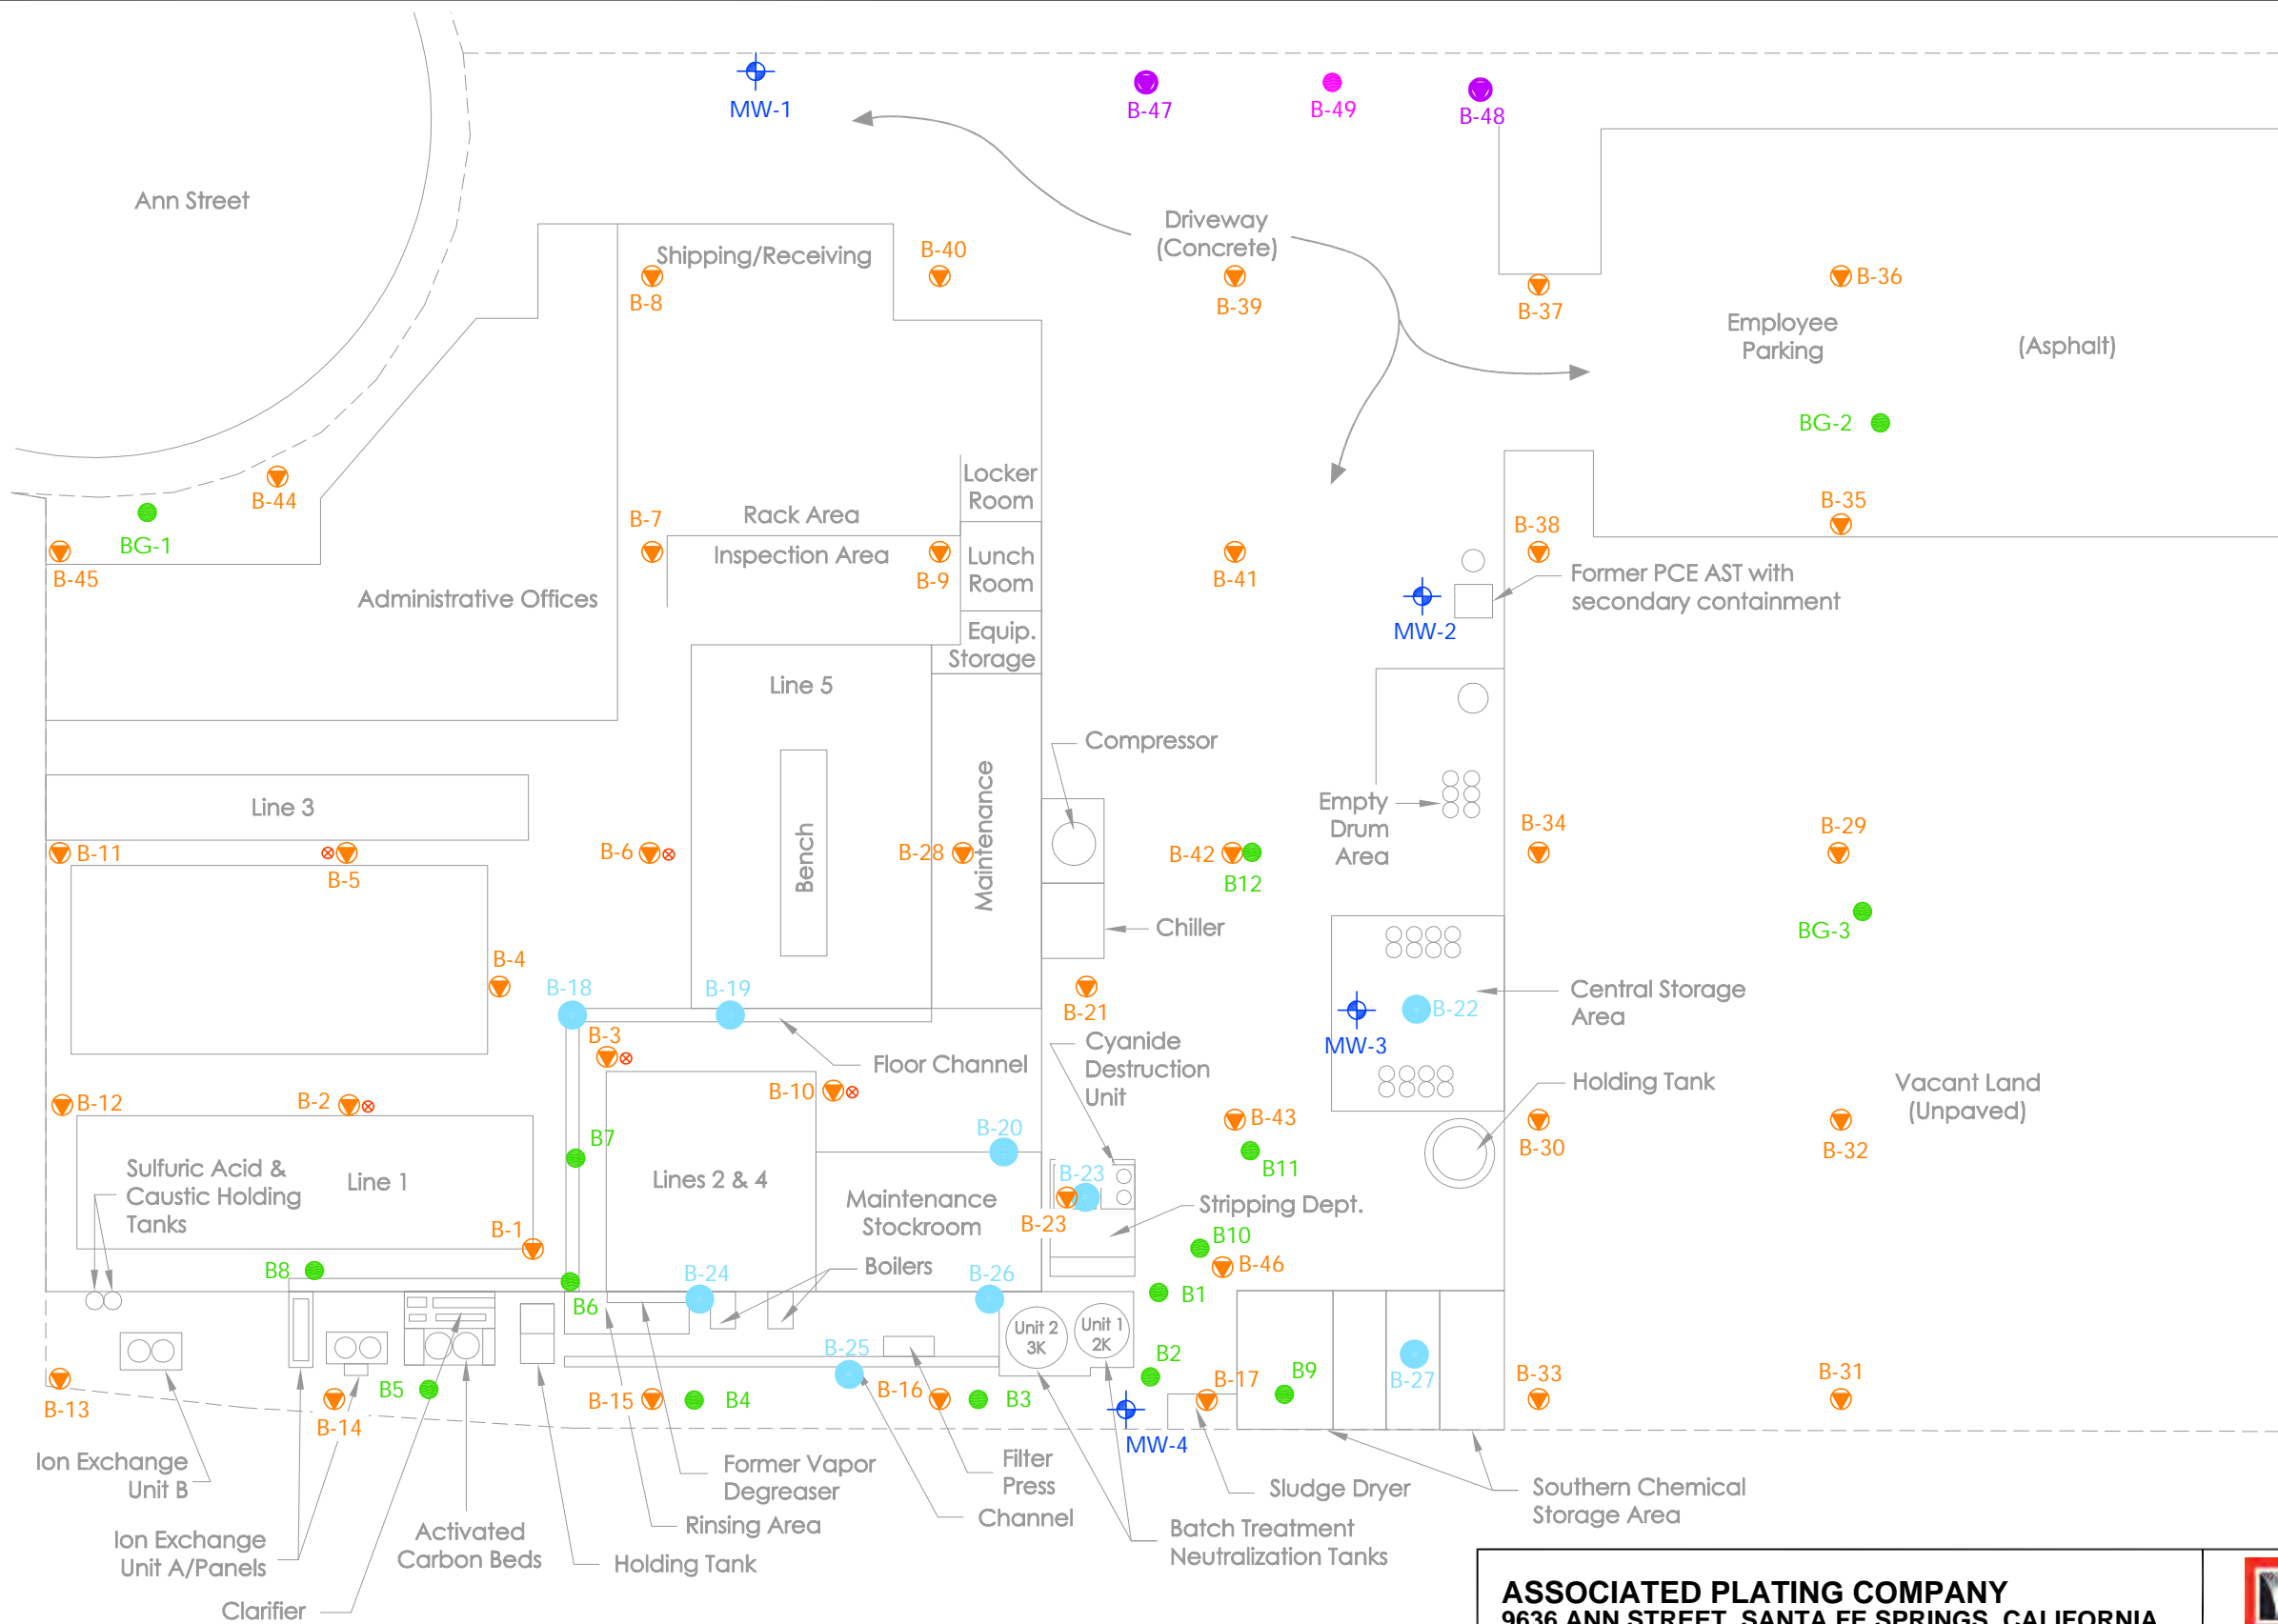 MW-1
B-47
B-49
B-48
Ann Street
Driveway
(Concrete)
Shipping/Receiving
B-40
B-8
B-39
B-37
B-36
Employee
Parking
(Asphalt)
BG-2
Locker
Room
B-44
B-35
Rack Area
B-7
B-38
BG-1
Inspection Area
Lunch
Room
B-45
B-9
B-41
Former PCE AST with
secondary containment
Administrative Offices
Equip.
Storage
MW-2
Line 5
Compressor
Line 3
Maintenance
Empty
Drum
Area
B-34
B-29
Bench
B-11
B-5
B-6
B-28
B-42
B12
Chiller
BG-3
B-4
B-18
B-19
B-21
Central Storage
Area
B-22
B-3
MW-3
Cyanide
Destruction
Unit
Floor Channel
Holding Tank
Vacant Land
(Unpaved)
B-12
B-2
B-10
B-43
B-30
B-32
B7
B-20
B11
Sulfuric Acid &
Caustic Holding
Tanks
Line 1
Lines 2 & 4
B-23
Maintenance
Stockroom
Stripping Dept.
B-23
B-1
B10
B-46
B8
Boilers
B-24
B-26
B1
B6
Unit 2
3K
Unit 1
2K
B-25
B2
B-27
B5
B-15
B4
B-16
B3
B-17
B9
B-33
B-31
B-13
B-14
MW-4
Ion Exchange
Unit B
Former Vapor
Degreaser
Filter
Press
Sludge Dryer
Southern Chemical
Storage Area
Channel
Rinsing Area
Ion Exchange
Unit A/Panels
Activated
Carbon Beds
Batch Treatment
Neutralization Tanks
Holding Tank
Clarifier
ASSOCIATED PLATING COMPANY
9636 ANN STREET, SANTA FE SPRINGS, CALIFORNIA